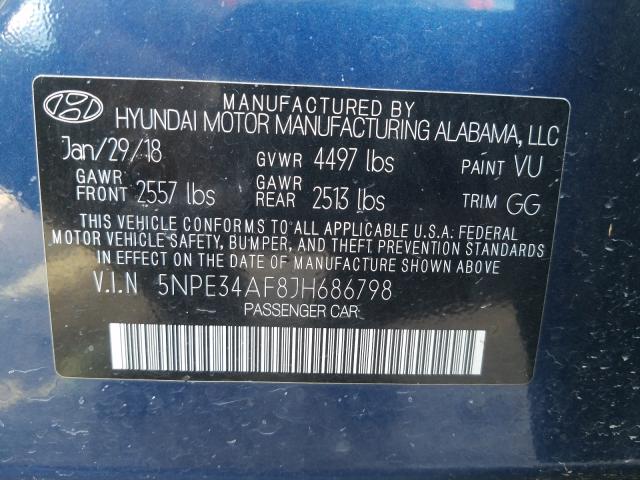 MANUFACTURED BY
HYUNDAI MOTOR MANUFACTURING ALABAMA, LLC
Jan/29/18 GVWR 4497 lbs PAINT VU
GAWR FRONT 2557 lbs GAWR REAR 2513 lbs TRIM GG
THIS VEHICLE CONFORMS TO ALL APPLICABLE U.S.A. FEDERAL
MOTOR VEHICLE SAFETY, BUMPER, AND THEFT PREVENTION STANDARDS
IN EFFECT ON THE DATE OF MANUFACTURE SHOWN ABOVE
V.I.N 5NPE34AF8JH686798
PASSENGER CAR